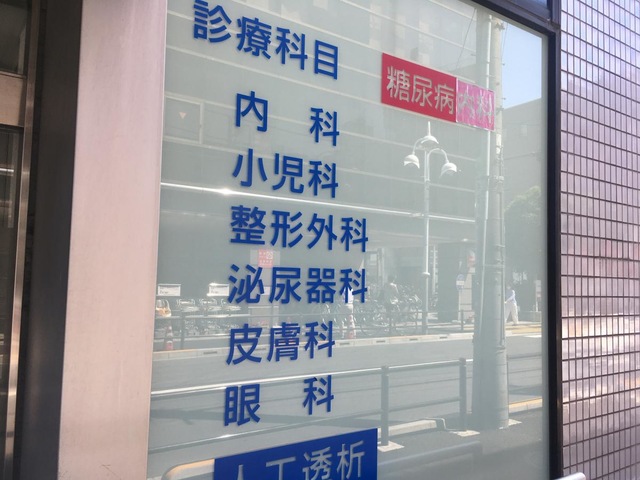 診療科目
糖尿病内科
内科
小児科
整形外科
泌尿器科
皮膚科
眼科
人工透析